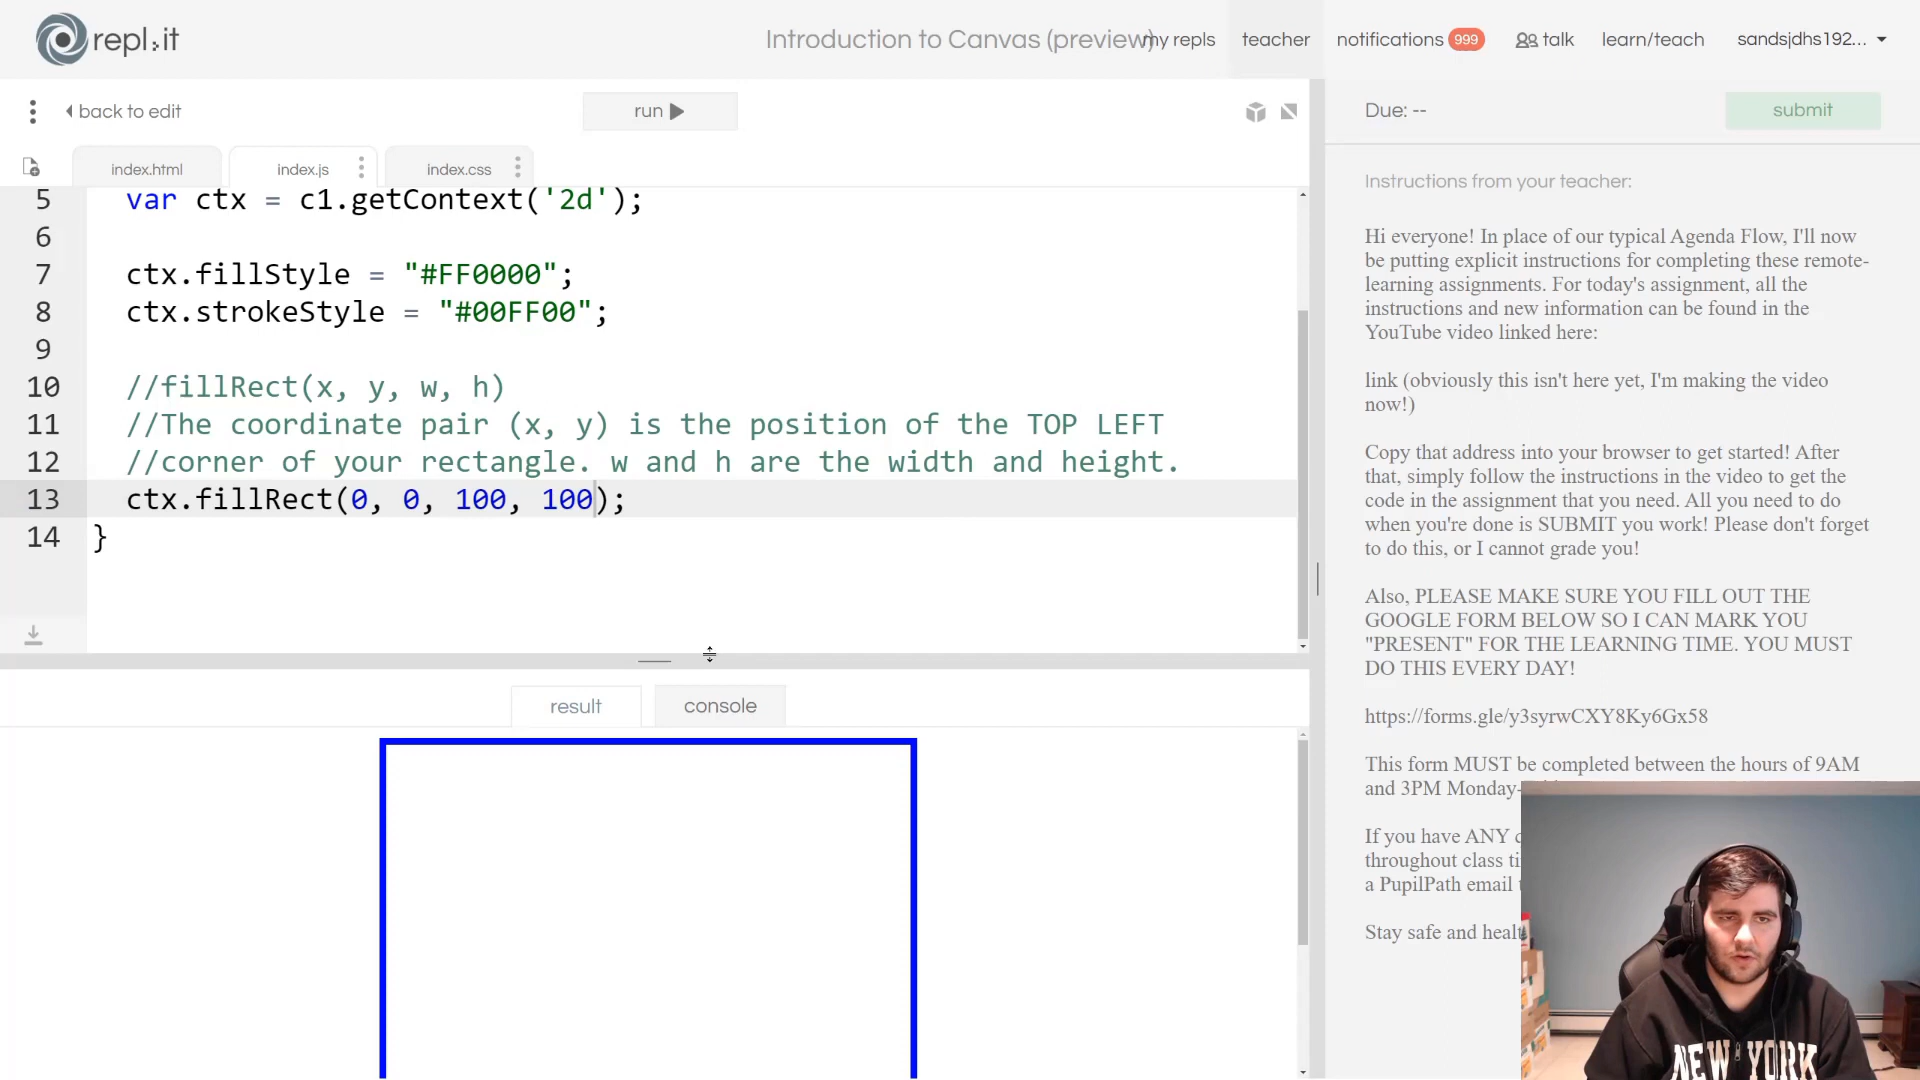 repl.it
Introduction to Canvas (preview)
my repls
teacher
notifications 999
talk
learn/teach
sandsjdhs192...
back to edit
run
Due: --
submit
index.html
index.js
index.css
5 var ctx = c1.getContext('2d');
6
7 ctx.fillStyle = "#FF0000";
8 ctx.strokeStyle = "#00FF00";
9
10 //fillRect(x, y, w, h)
11 //The coordinate pair (x, y) is the position of the TOP LEFT
12 //corner of your rectangle. w and h are the width and height.
13 ctx.fillRect(0, 0, 100, 100);
14 }
result
console
Instructions from your teacher:
Hi everyone! In place of our typical Agenda Flow, I'll now
be putting explicit instructions for completing these remote-
learning assignments. For today's assignment, all the
instructions and new information can be found in the
YouTube video linked here:
link (obviously this isn't here yet, I'm making the video
now!)
Copy that address into your browser to get started! After
that, simply follow the instructions in the video to get the
code in the assignment that you need. All you need to do
when you're done is SUBMIT you work! Please don't forget
to do this, or I cannot grade you!
Also, PLEASE MAKE SURE YOU FILL OUT THE
GOOGLE FORM BELOW SO I CAN MARK YOU
"PRESENT" FOR THE LEARNING TIME. YOU MUST
DO THIS EVERY DAY!
https://forms.gle/y3syrwCXY8Ky6Gx58
This form MUST be completed between the hours of 9AM
and 3PM Monday-
If you have ANY
throughout class
a PupilPath email
Stay safe and
NEW YORK